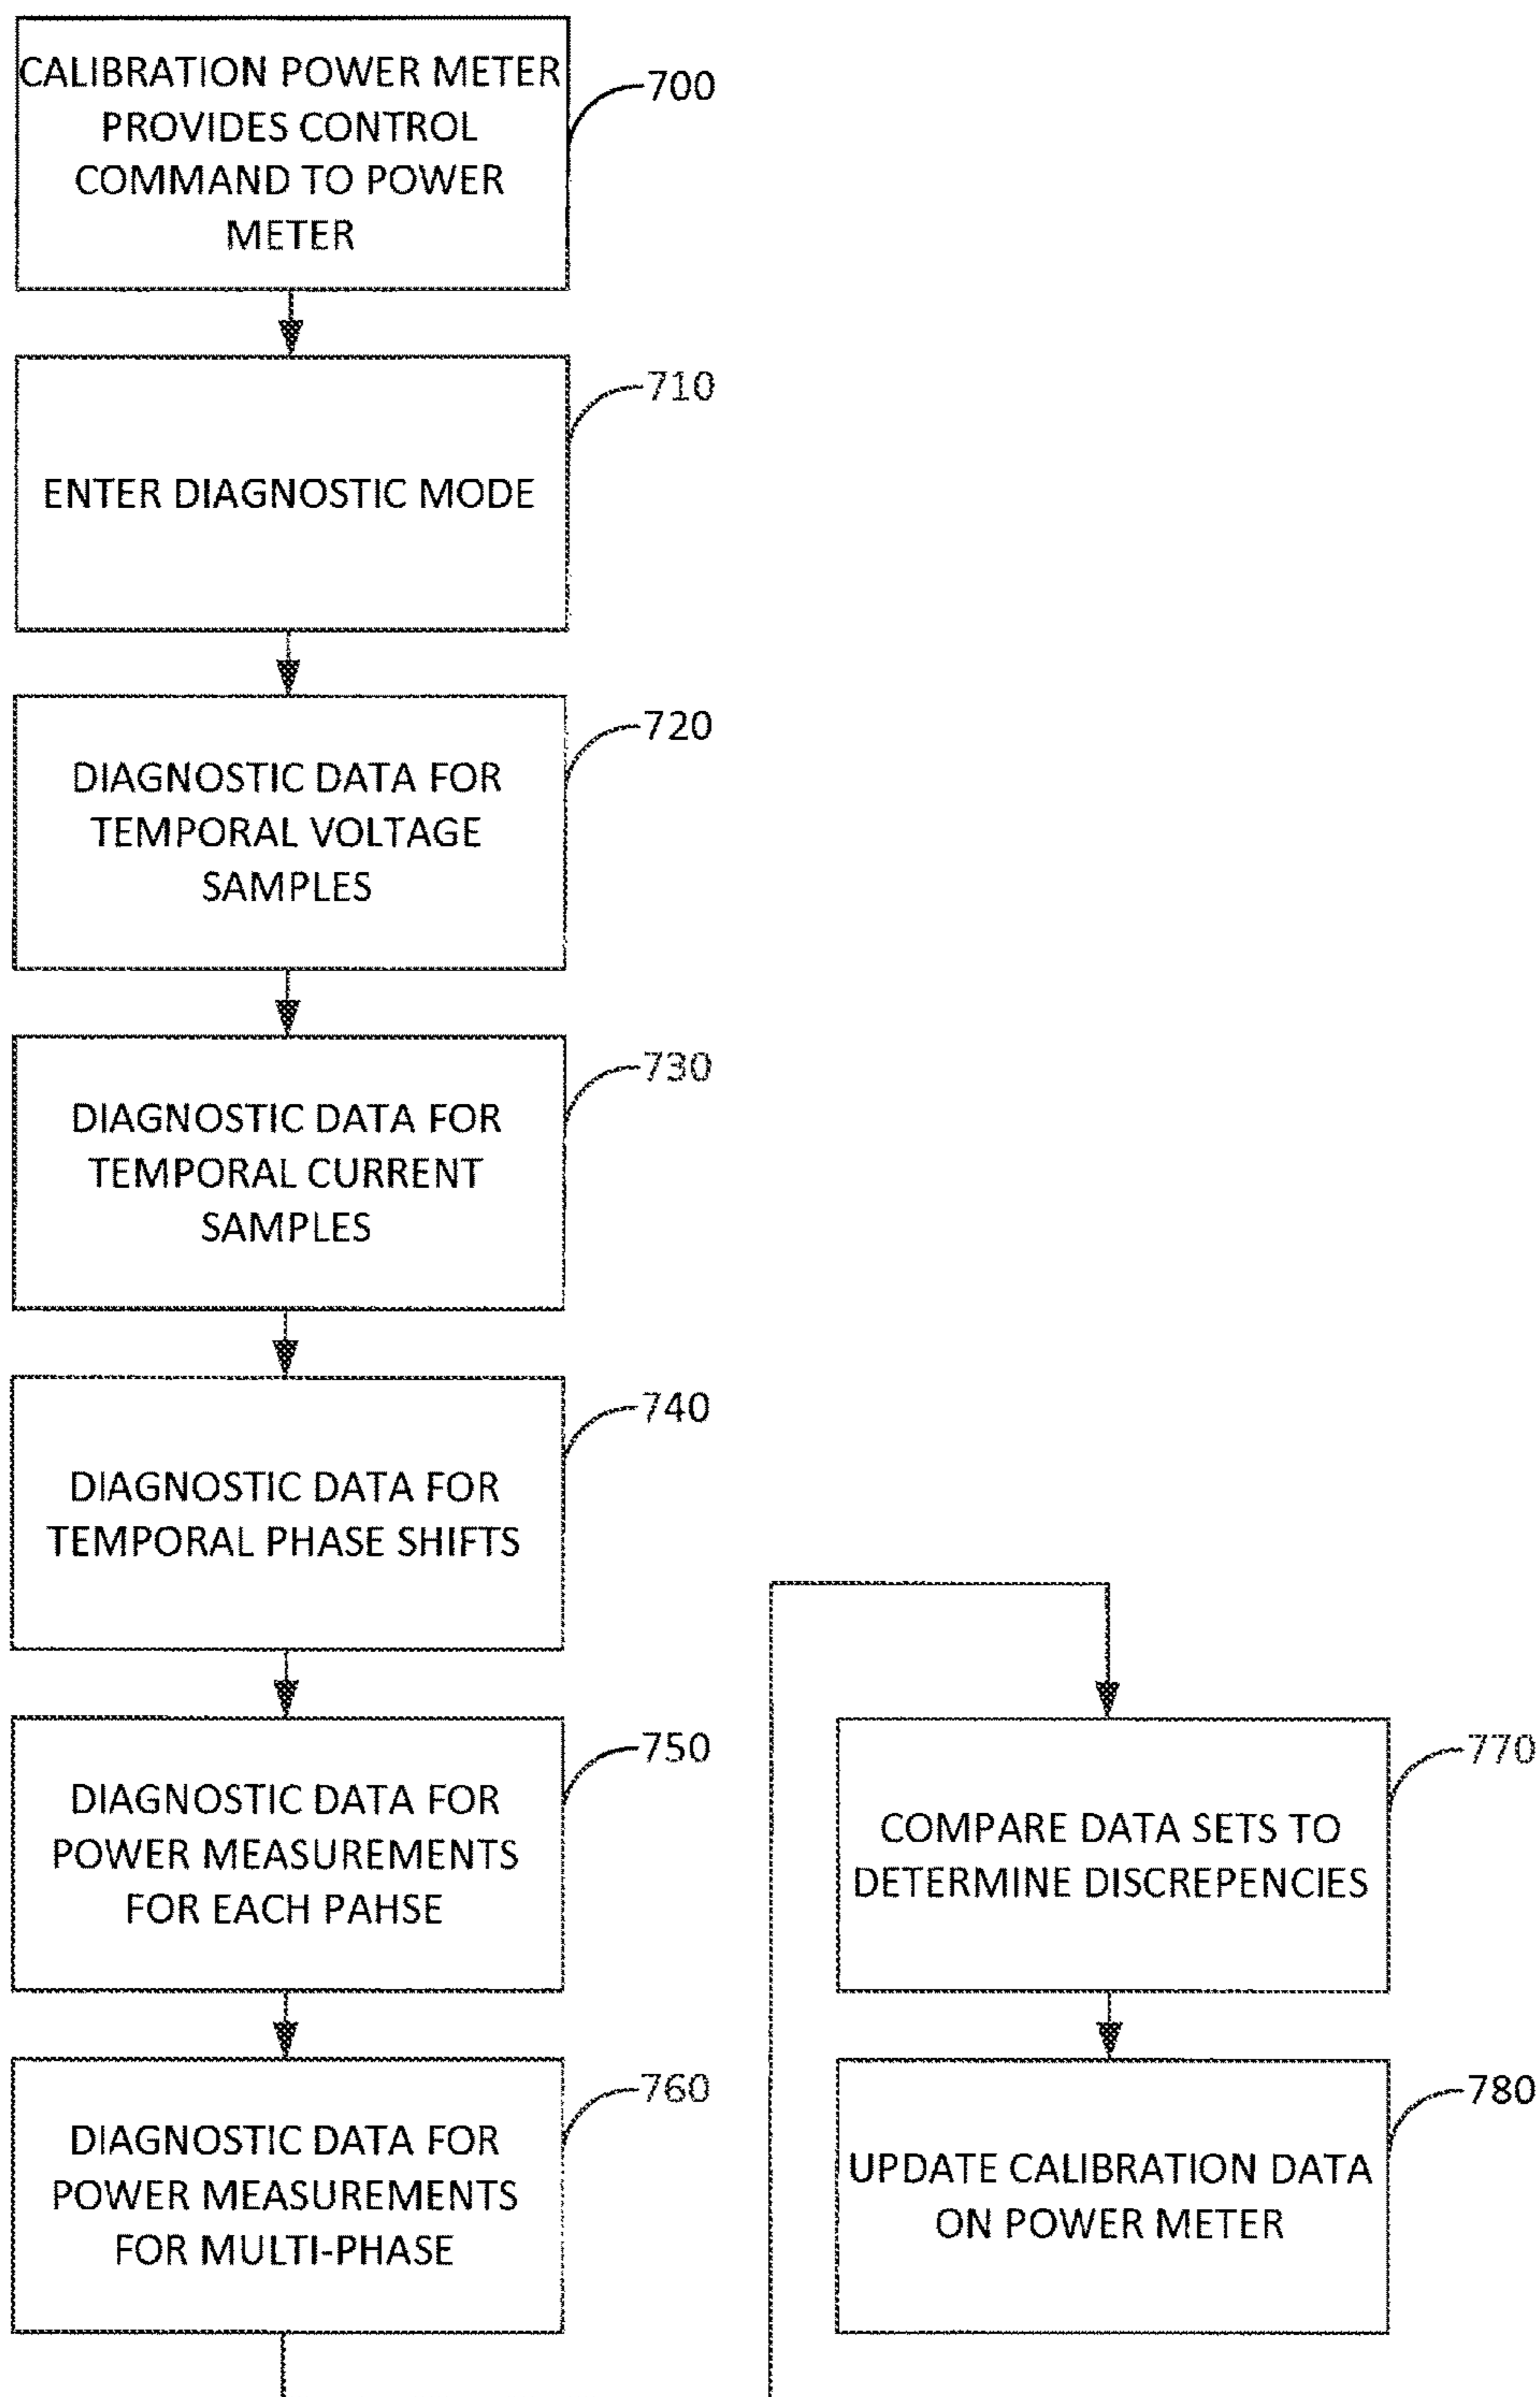 CALIBRATION POWER METER
PROVIDES CONTROL
COMMAND TO POWER
METER
700
ENTER DIAGNOSTIC MODE
710
DIAGNOSTIC DATA FOR
TEMPORAL VOLTAGE
SAMPLES
720
DIAGNOSTIC DATA FOR
TEMPORAL CURRENT
SAMPLES
730
DIAGNOSTIC DATA FOR
TEMPORAL PHASE SHIFTS
740
DIAGNOSTIC DATA FOR
POWER MEASUREMENTS
FOR EACH PAHSE
750
DIAGNOSTIC DATA FOR
POWER MEASUREMENTS
FOR MULTI-PHASE
760
COMPARE DATA SETS TO
DETERMINE DISCREPENCIES
770
UPDATE CALIBRATION DATA
ON POWER METER
780